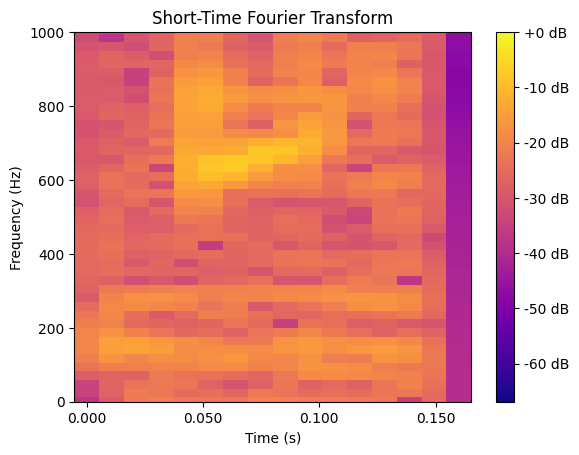 Short-Time Fourier Transform
Frequency (Hz)
1000
800
600
400
200
0
0.000
0.050
0.100
0.150
Time (s)
+0 dB
-10 dB
-20 dB
-30 dB
-40 dB
-50 dB
-60 dB